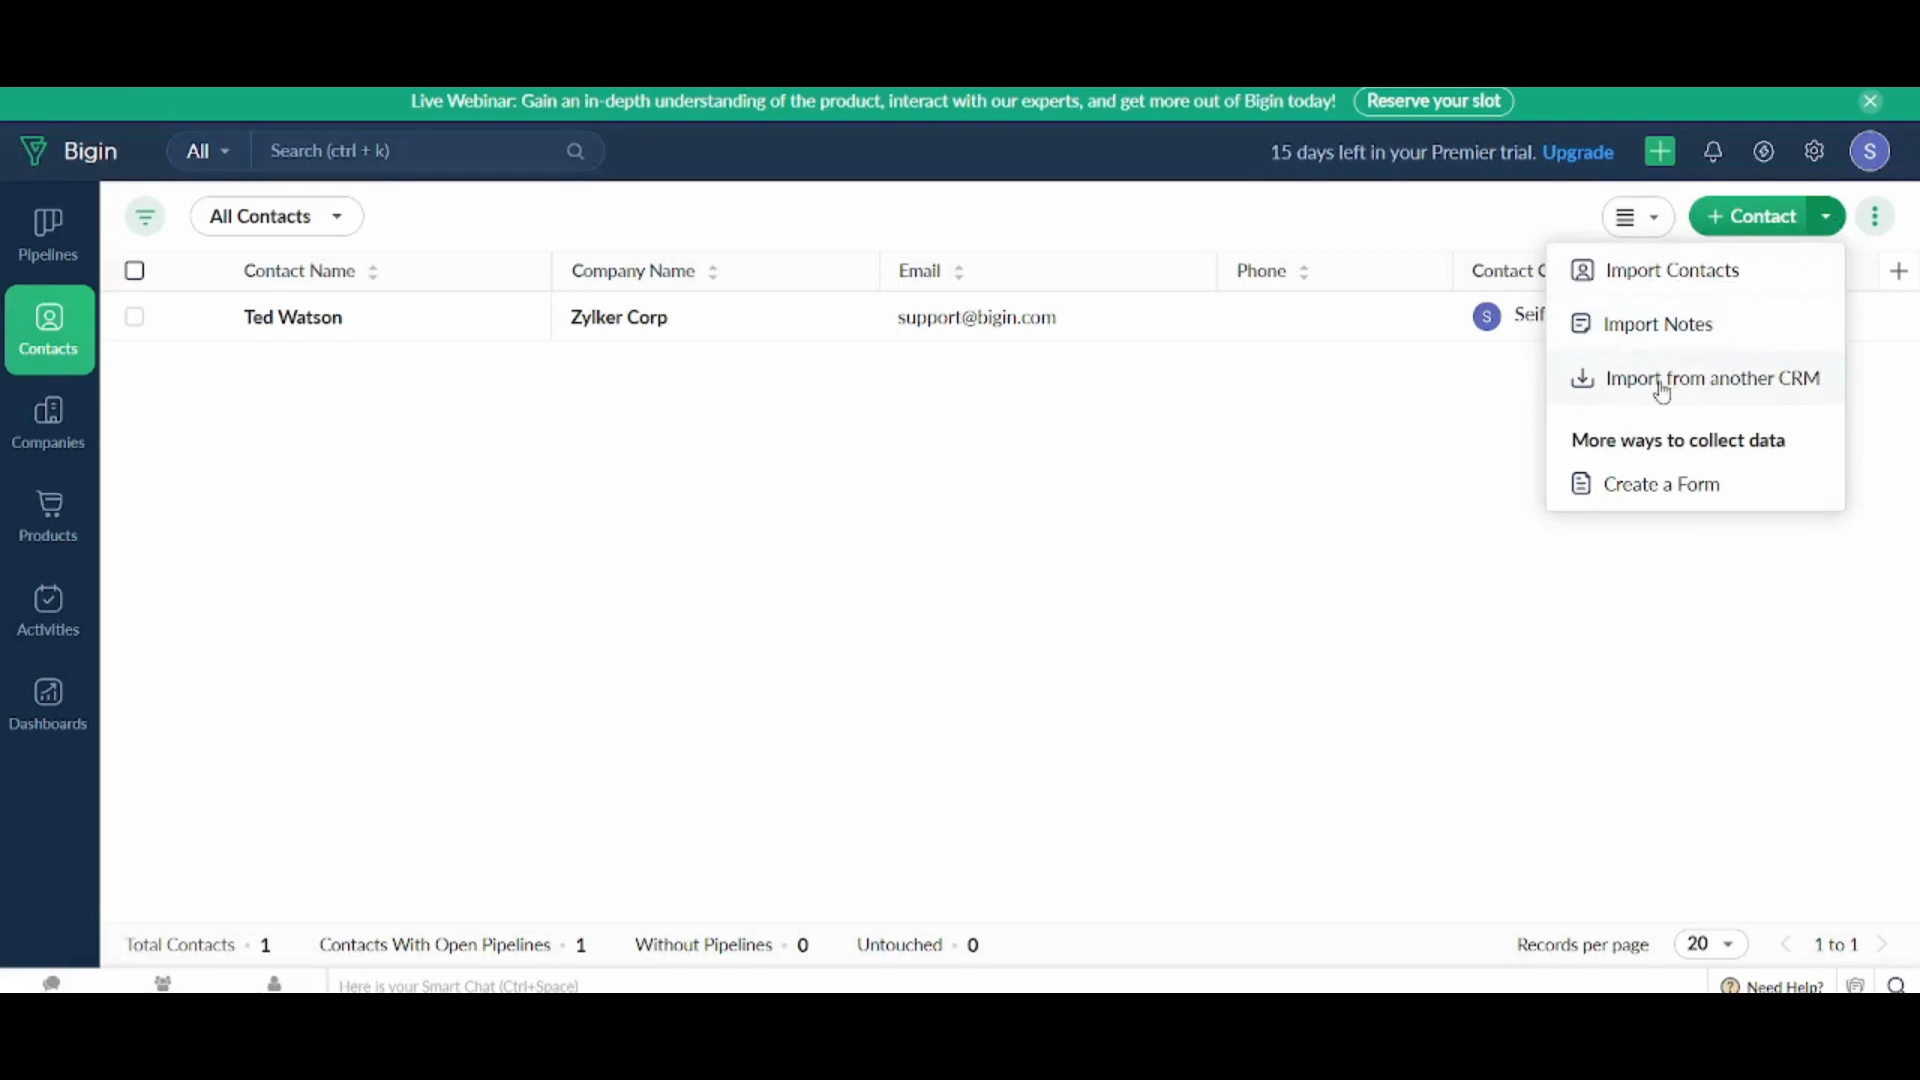 Live Webinar: Gain an in-depth understanding of the product, interact with our experts, and get more out of Bigin today! Reserve your slot
Bigin All Search (ctrl + k) 15 days left in your Premier trial. Upgrade S
All Contacts + Contact
Pipelines
Contact Name Company Name Email Phone Contact
Import Contacts
Ted Watson Zylker Corp support@bigin.com S Seif
Import Notes
Contacts
Import from another CRM
Companies
More ways to collect data
Create a Form
Products
Activities
Dashboards
Total Contacts 1 Contacts With Open Pipelines 1 Without Pipelines 0 Untouched 0 Records per page 20 1 to 1
Here is your Smart Chat (Ctrl+Space) Need Help?